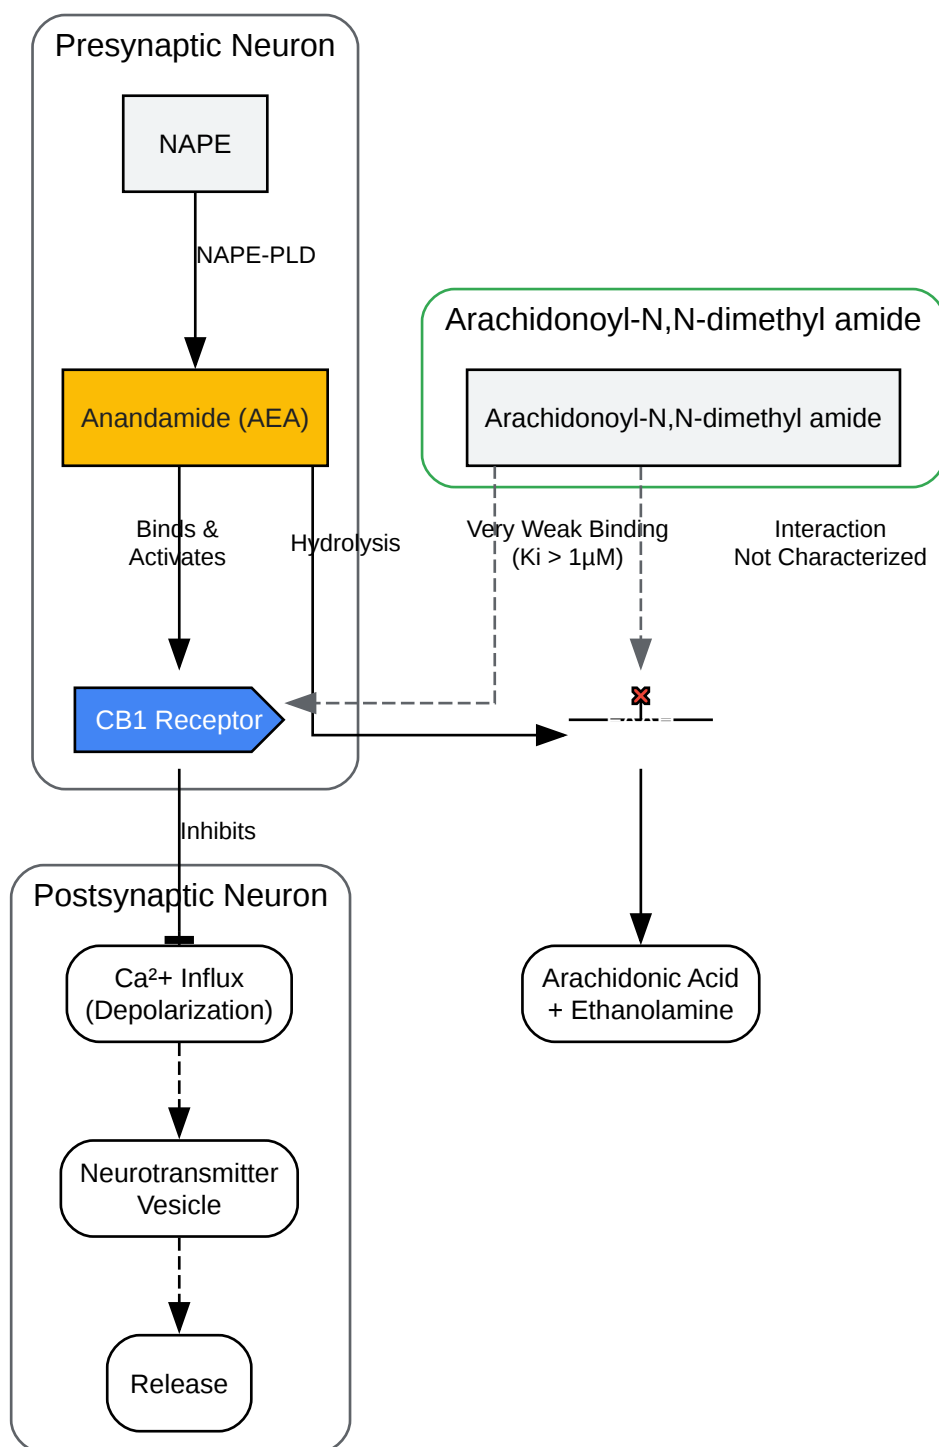 Presynaptic Neuron
NAPE
NAPE-PLD
Arachidonoyl-N,N-dimethyl amide
Anandamide (AEA)
Arachidonoyl-N,N-dimethyl amide
Binds &
Activates
Hydrolysis
Very Weak Binding
(Ki > 1µM)
Interaction
Not Characterized
CB1 Receptor
Inhibits
Postsynaptic Neuron
Ca²+ Influx
(Depolarization)
Arachidonic Acid
+ Ethanolamine
Neurotransmitter
Vesicle
Release